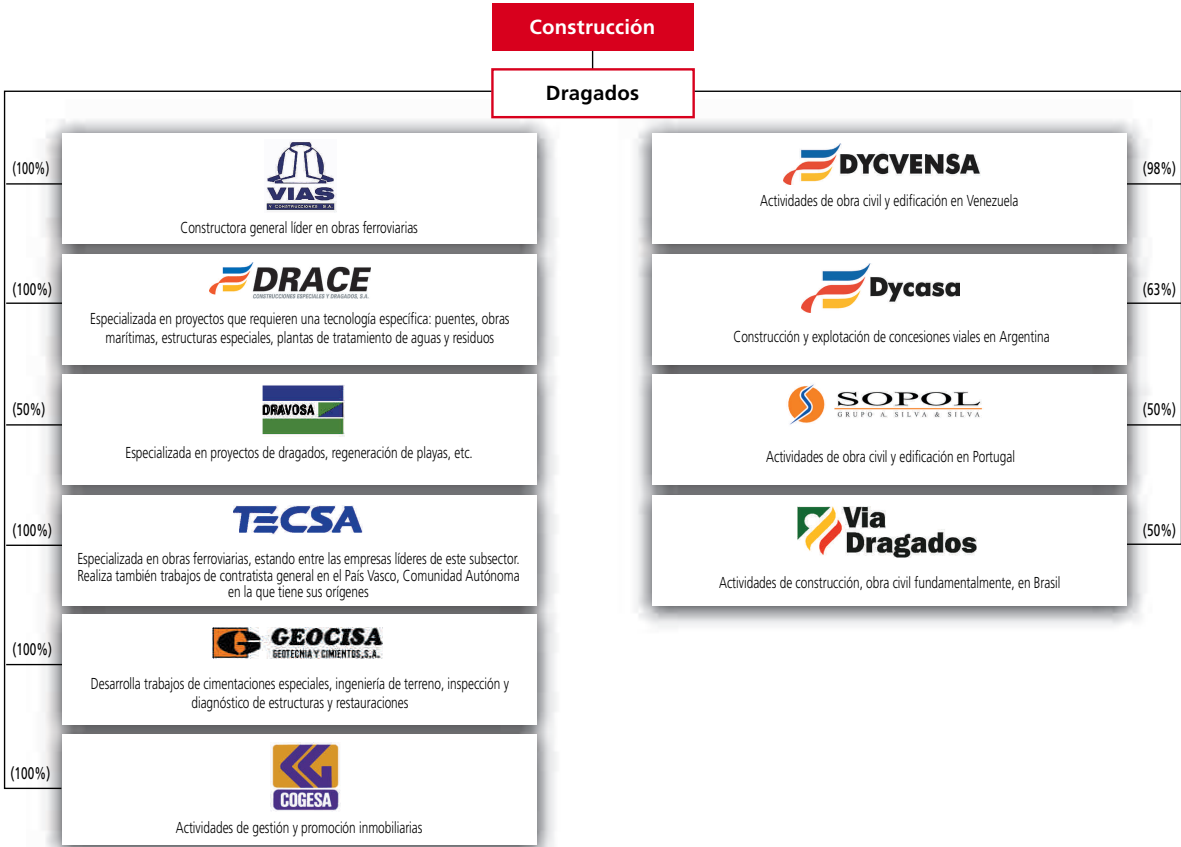 Construcción
Dragados
(100%)
VIAS
Y CONSTRUCCIONES S.A.
Constructora general líder en obras ferroviarias
(100%)
DRACE
CONSTRUCCIONES ESPECIALES Y DRAGADOS, S.A.
Especializada en proyectos que requieren una tecnología específica: puentes, obras
marítimas, estructuras especiales, plantas de tratamiento de aguas y residuos
(50%)
DRAVOSA
Especializada en proyectos de dragados, regeneración de playas, etc.
(100%)
TECSA
Especializada en obras ferroviarias, estando entre las empresas líderes de este subsector.
Realiza también trabajos de contratista general en el País Vasco, Comunidad Autónoma
en la que tiene sus orígenes
(100%)
GEOCISA
GEOTECNIA Y CIMIENTOS, S.A.
Desarrolla trabajos de cimentaciones especiales, ingeniería de terreno, inspección y
diagnóstico de estructuras y restauraciones
(100%)
COGESA
Actividades de gestión y promoción inmobiliarias
DYCVENSA
(98%)
Actividades de obra civil y edificación en Venezuela
Dycasa
(63%)
Construcción y explotación de concesiones viales en Argentina
SOPOL
GRUPO A. SILVA & SILVA
(50%)
Actividades de obra civil y edificación en Portugal
Via
Dragados
(50%)
Actividades de construcción, obra civil fundamentalmente, en Brasil